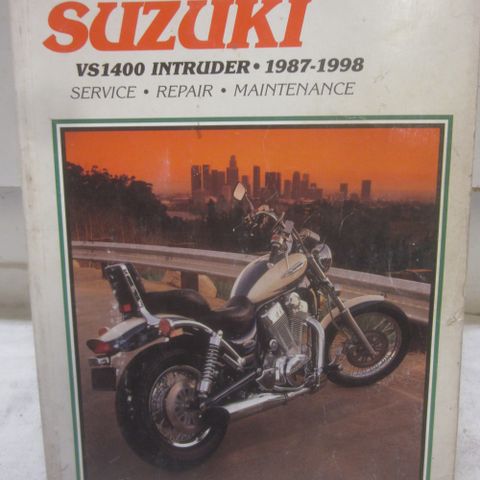 SUZUKI
VS1400 INTRUDER • 1987-1998
SERVICE • REPAIR • MAINTENANCE